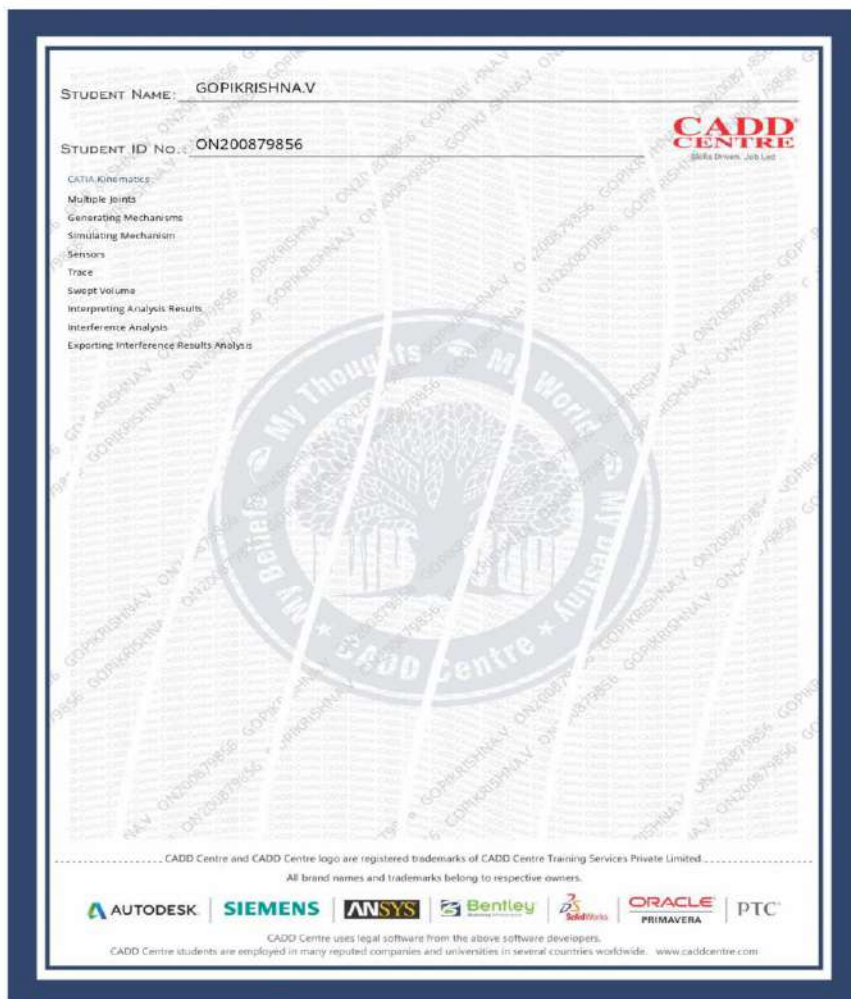 STUDENT NAME: GOPIKRISHNA.V
STUDENT ID NO.: ON200879856
CADD
CENTRE
Skills Driven. Job Led
CATIA Kinematics:
Multiple Joints
Generating Mechanisms
Simulating Mechanism
Sensors
Trace
Swept Volume
Interpreting Analysis Results
Interference Analysis
Exporting Interference Results Analysis
My Beliefs My Thoughts My World My Destiny
CADD Centre
CADD Centre and CADD Centre logo are registered trademarks of CADD Centre Training Services Private Limited
All brand names and trademarks belong to respective owners.
AUTODESK SIEMENS ANSYS Bentley SolidWorks ORACLE PRIMAVERA PTC
CADD Centre uses legal software from the above software developers.
CADD Centre students are employed in many reputed companies and universities in several countries worldwide. www.caddcentre.com